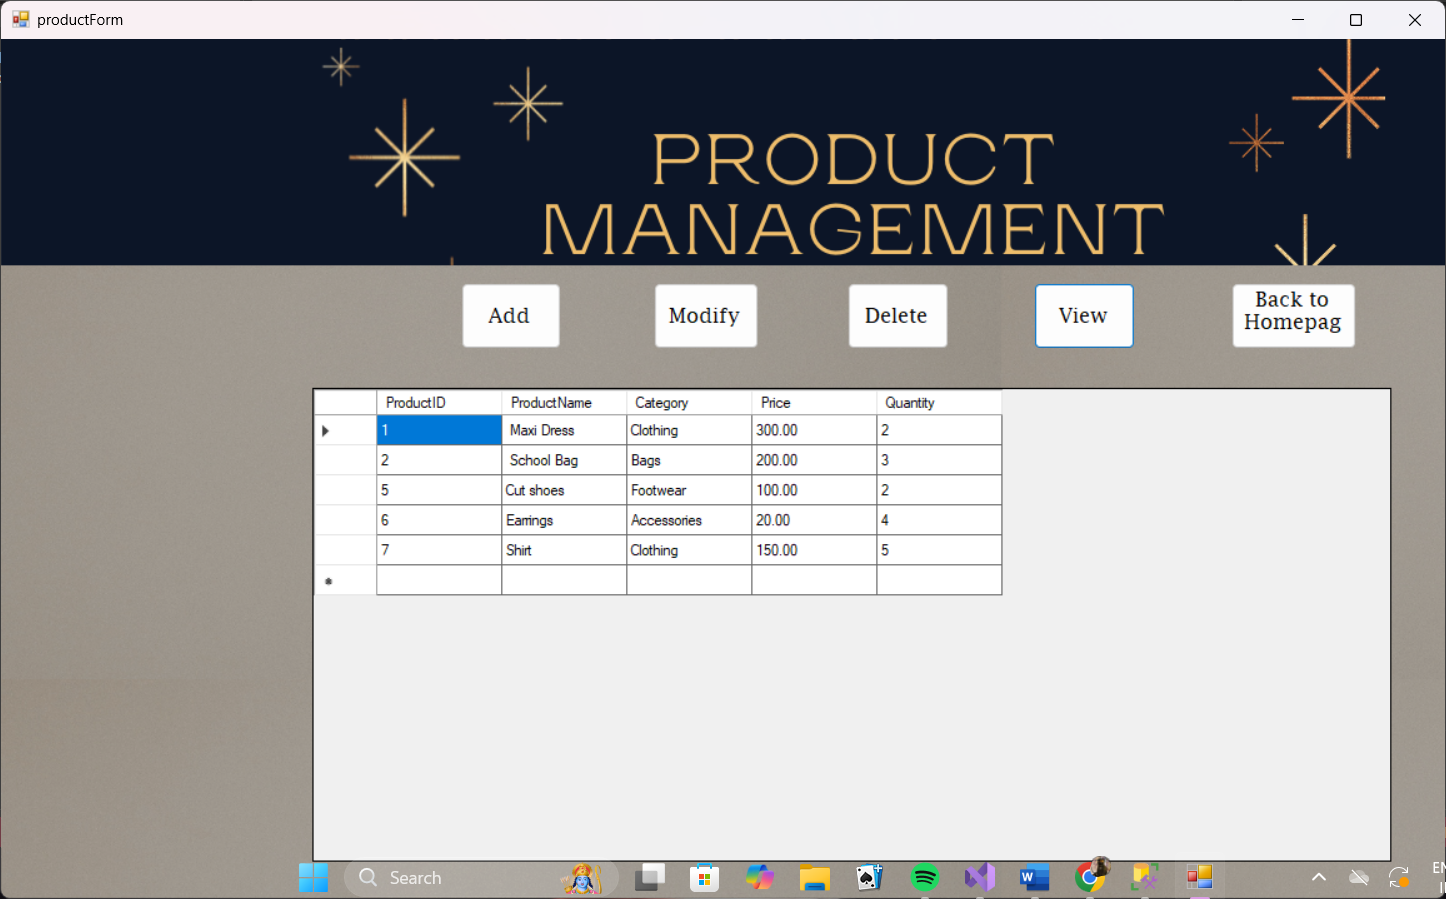 productForm
PRODUCT
MANAGEMENT
Add
Modify
Delete
View
Back to
Homepag
ProductID ProductName Category Price Quantity
1 Maxi Dress Clothing 300.00 2
2 School Bag Bags 200.00 3
5 Cut shoes Footwear 100.00 2
6 Earrings Accessories 20.00 4
7 Shirt Clothing 150.00 5
Search